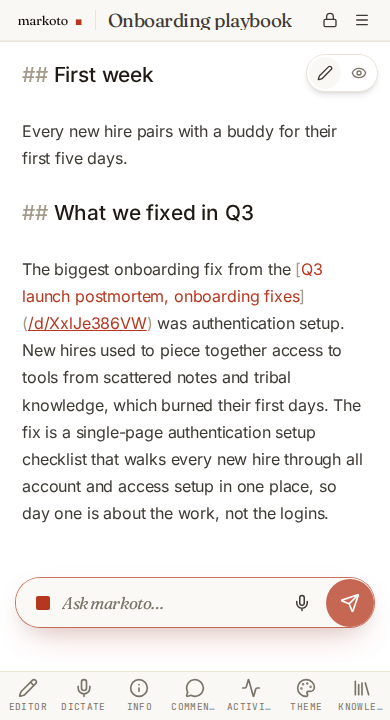 markoto
Onboarding playbook
## First week
Every new hire pairs with a buddy for their
first five days.
## What we fixed in Q3
The biggest onboarding fix from the [Q3
launch postmortem, onboarding fixes]
(/d/XxlJe386VW) was authentication setup.
New hires used to piece together access to
tools from scattered notes and tribal
knowledge, which burned their first days. The
fix is a single-page authentication setup
checklist that walks every new hire through all
account and access setup in one place, so
day one is about the work, not the logins.
Ask markoto...
EDITOR DICTATE INFO COMMEN… ACTIVI… THEME KNOWLE…